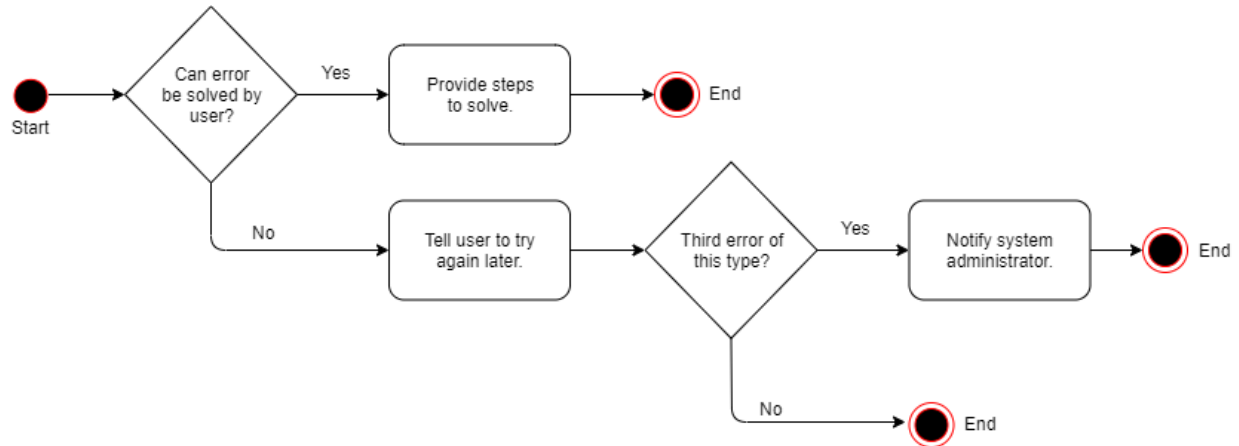 Start
Can error
be solved by
user?
Yes
Provide steps
to solve.
End
No
Tell user to try
again later.
Third error of
this type?
Yes
Notify system
administrator.
End
No
End